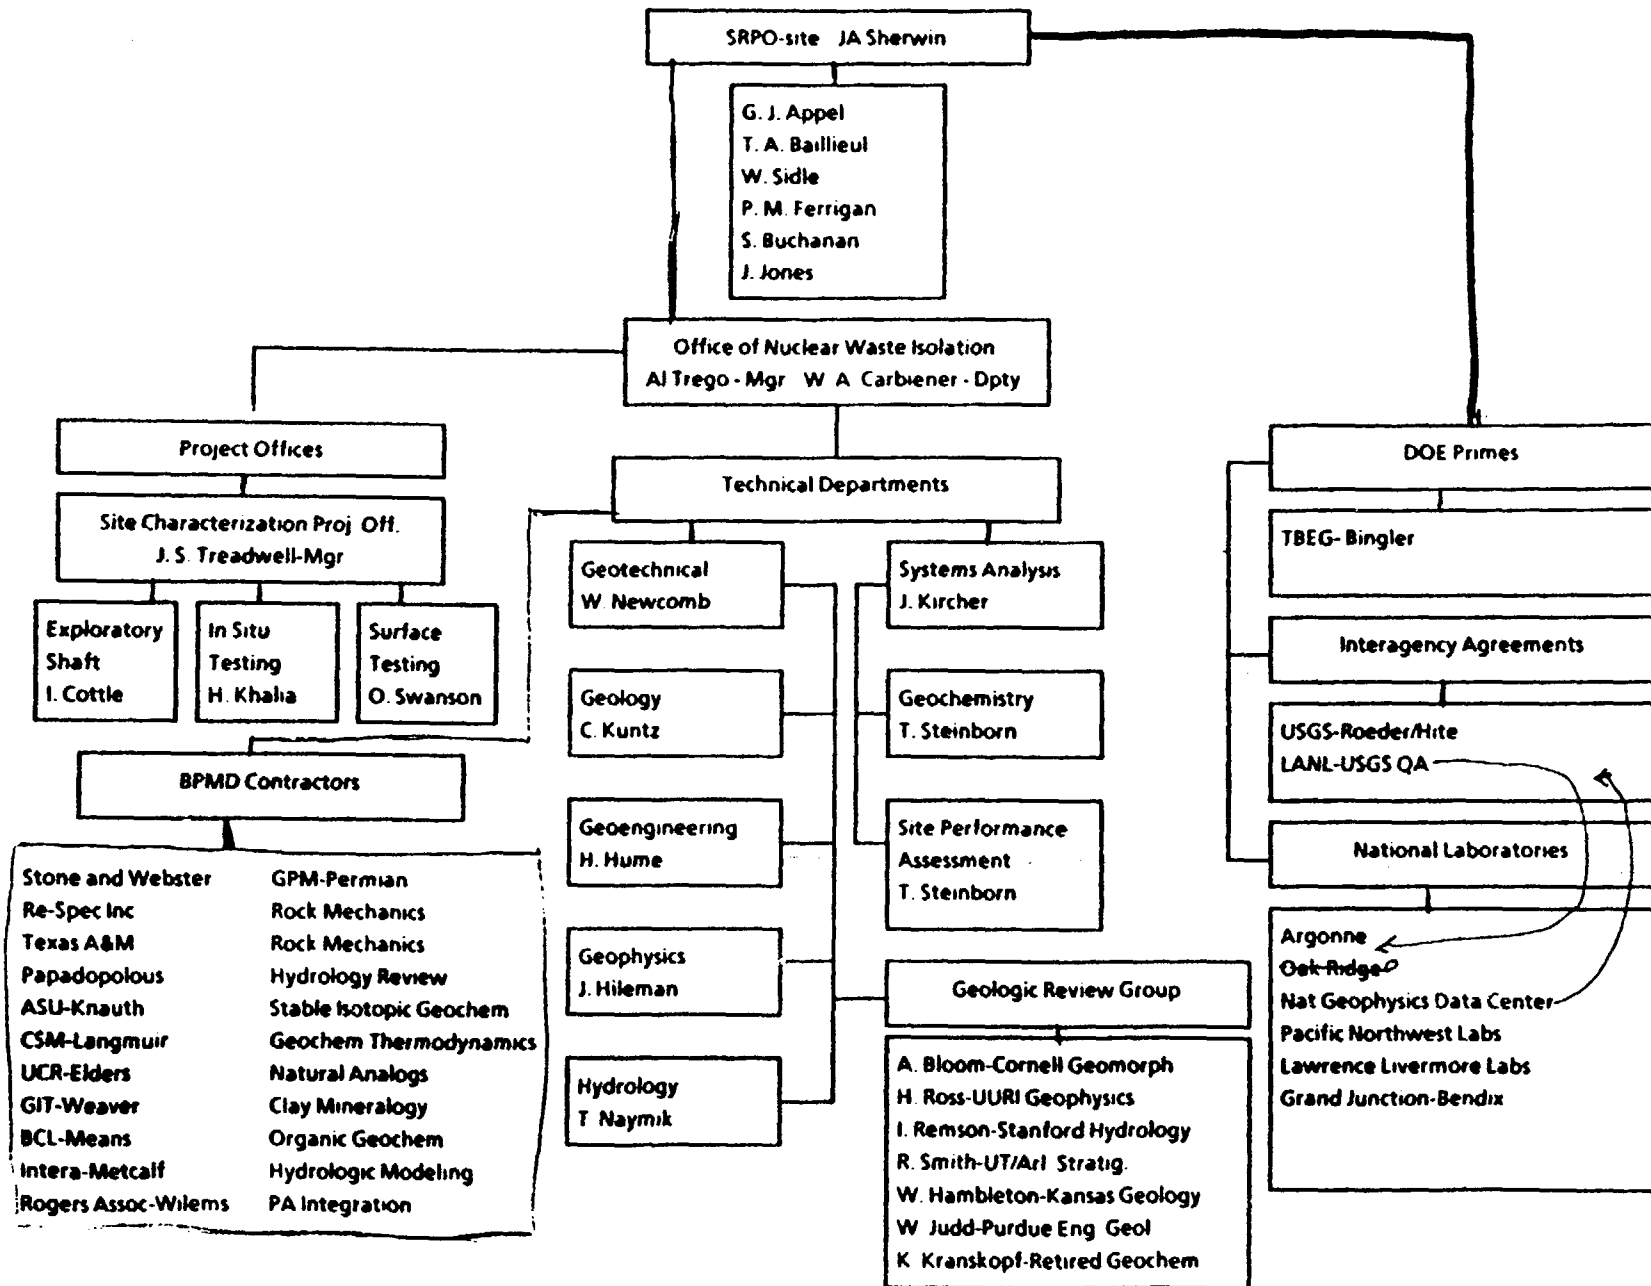 SRPO-site JA Sherwin
G. J. Appel
T. A. Baillieul
W. Sidle
P. M. Ferrigan
S. Buchanan
J. Jones
Office of Nuclear Waste Isolation
Al Trego - Mgr W A Carbiener - Dpty
Project Offices
Site Characterization Proj Off.
J. S. Treadwell-Mgr
Exploratory
Shaft
I. Cottle
In Situ
Testing
H. Khalia
Surface
Testing
O. Swanson
BPMD Contractors
Stone and Webster GPM-Permian
Re-Spec Inc Rock Mechanics
Texas A&M Rock Mechanics
Papadopolous Hydrology Review
ASU-Knauth Stable Isotopic Geochem
CSM-Langmuir Geochem Thermodynamics
UCR-Elders Natural Analogs
GIT-Weaver Clay Mineralogy
BCL-Means Organic Geochem
Intera-Metcalf Hydrologic Modeling
Rogers Assoc-Wilems PA Integration
Technical Departments
Geotechnical
W. Newcomb
Geology
C. Kuntz
Geoengineering
H. Hume
Geophysics
J. Hileman
Hydrology
T Naymik
Systems Analysis
J. Kircher
Geochemistry
T. Steinborn
Site Performance
Assessment
T. Steinborn
Geologic Review Group
A. Bloom-Cornell Geomorph
H. Ross-UURI Geophysics
I. Remson-Stanford Hydrology
R. Smith-UT/Arl Stratig.
W. Hambleton-Kansas Geology
W Judd-Purdue Eng Geol
K Kranskopf-Retired Geochem
DOE Primes
TBEG- Bingler
Interagency Agreements
USGS-Roeder/Hite
LANL-USGS QA
National Laboratories
Argonne
Oak Ridge
Nat Geophysics Data Center
Pacific Northwest Labs
Lawrence Livermore Labs
Grand Junction-Bendix